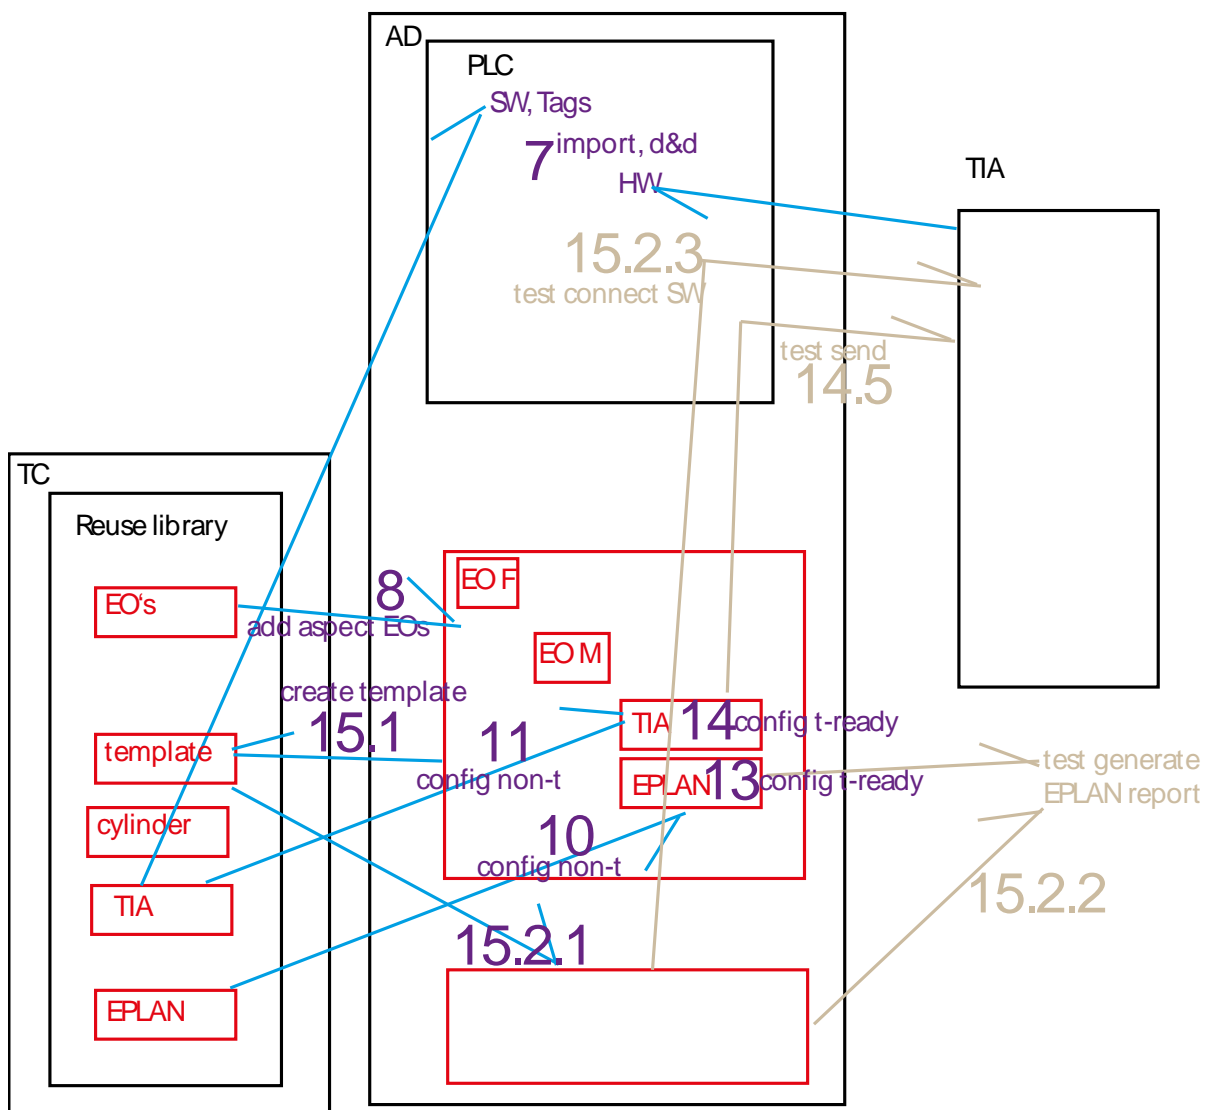 AD
PLC
SW, Tags
7
import, d&d
HW
TIA
15.2.3
test connect SW
test send
14.5
TC
Reuse library
EO's
8
add aspect EOs
EO F
EO M
create template
15.1
template
11
config non-t
TIA
14
config t-ready
EPLAN
13
config t-ready
test generate
EPLAN report
cylinder
10
config non-t
TIA
15.2.2
15.2.1
EPLAN